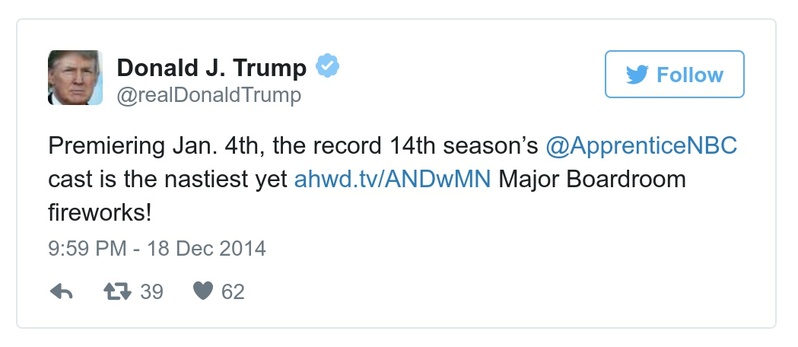 Donald J. Trump
@realDonaldTrump
Follow
Premiering Jan. 4th, the record 14th season’s @ApprenticeNBC
cast is the nastiest yet ahwd.tv/ANDwMN Major Boardroom
fireworks!
9:59 PM - 18 Dec 2014
39 62